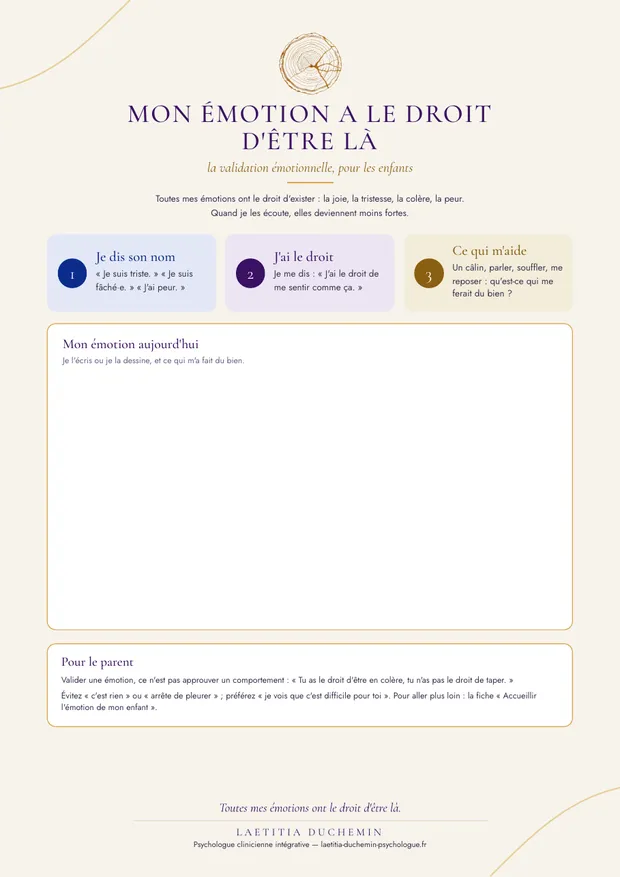 MON ÉMOTION A LE DROIT
D'ÊTRE LÀ
la validation émotionnelle, pour les enfants
Toutes mes émotions ont le droit d'exister : la joie, la tristesse, la colère, la peur.
Quand je les écoute, elles deviennent moins fortes.
1
Je dis son nom
« Je suis triste. » « Je suis
fâché·e. » « J'ai peur. »
2
J'ai le droit
Je me dis : « J'ai le droit de
me sentir comme ça. »
3
Ce qui m'aide
Un câlin, parler, souffler, me
reposer : qu'est-ce qui me
ferait du bien ?
Mon émotion aujourd'hui
Je l'écris ou je la dessine, et ce qui m'a fait du bien.
Pour le parent
Valider une émotion, ce n'est pas approuver un comportement : « Tu as le droit d'être en colère, tu n'as pas le droit de taper. »
Évitez « c'est rien » ou « arrête de pleurer » ; préférez « je vois que c'est difficile pour toi ». Pour aller plus loin : la fiche « Accueillir
l'émotion de mon enfant ».
Toutes mes émotions ont le droit d'être là.
LAETITIA DUCHEMIN
Psychologue clinicienne intégrative — laetitia-duchemin-psychologue.fr